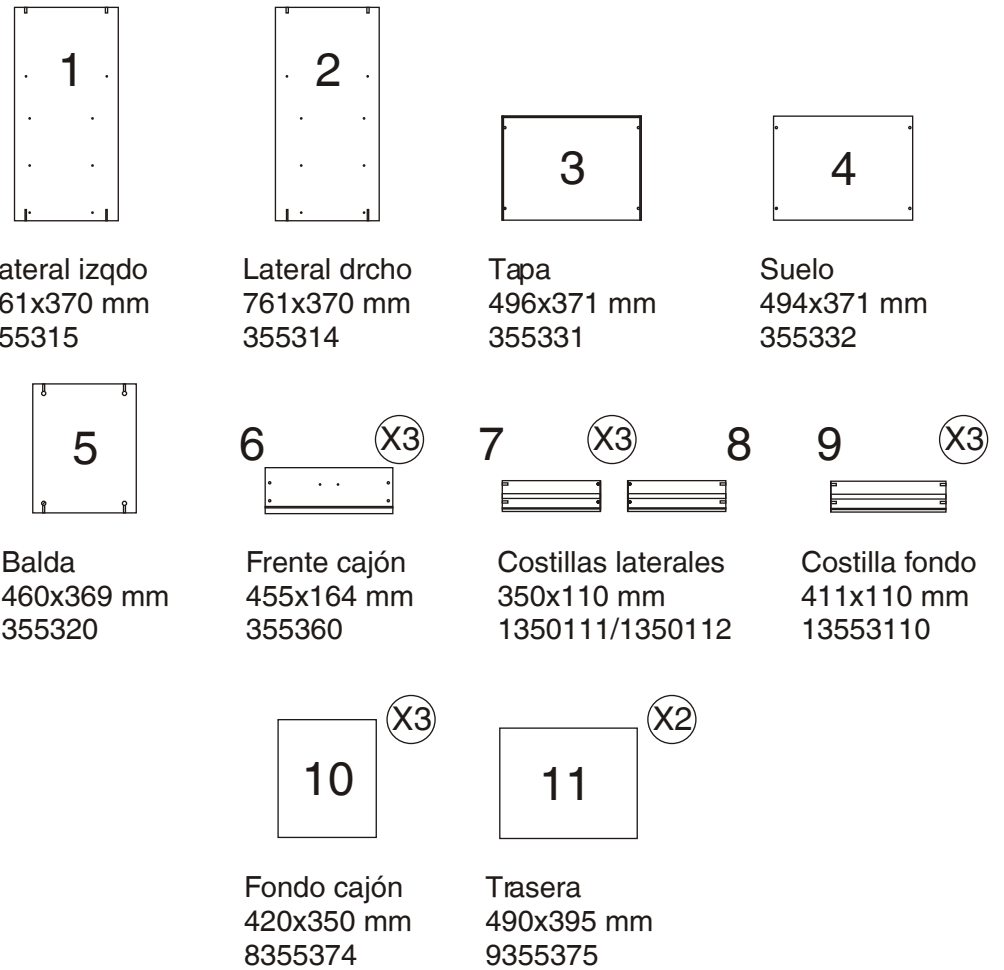 1
2
3
4
ateral izqdo
61x370 mm
55315
Lateral drcho
761x370 mm
355314
Tapa
496x371 mm
355331
Suelo
494x371 mm
355332
5
6
X3
7
X3
8
9
X3
Balda
460x369 mm
355320
Frente cajón
455x164 mm
355360
Costillas laterales
350x110 mm
1350111/1350112
Costilla fondo
411x110 mm
13553110
10
X3
11
X2
Fondo cajón
420x350 mm
8355374
Trasera
490x395 mm
9355375